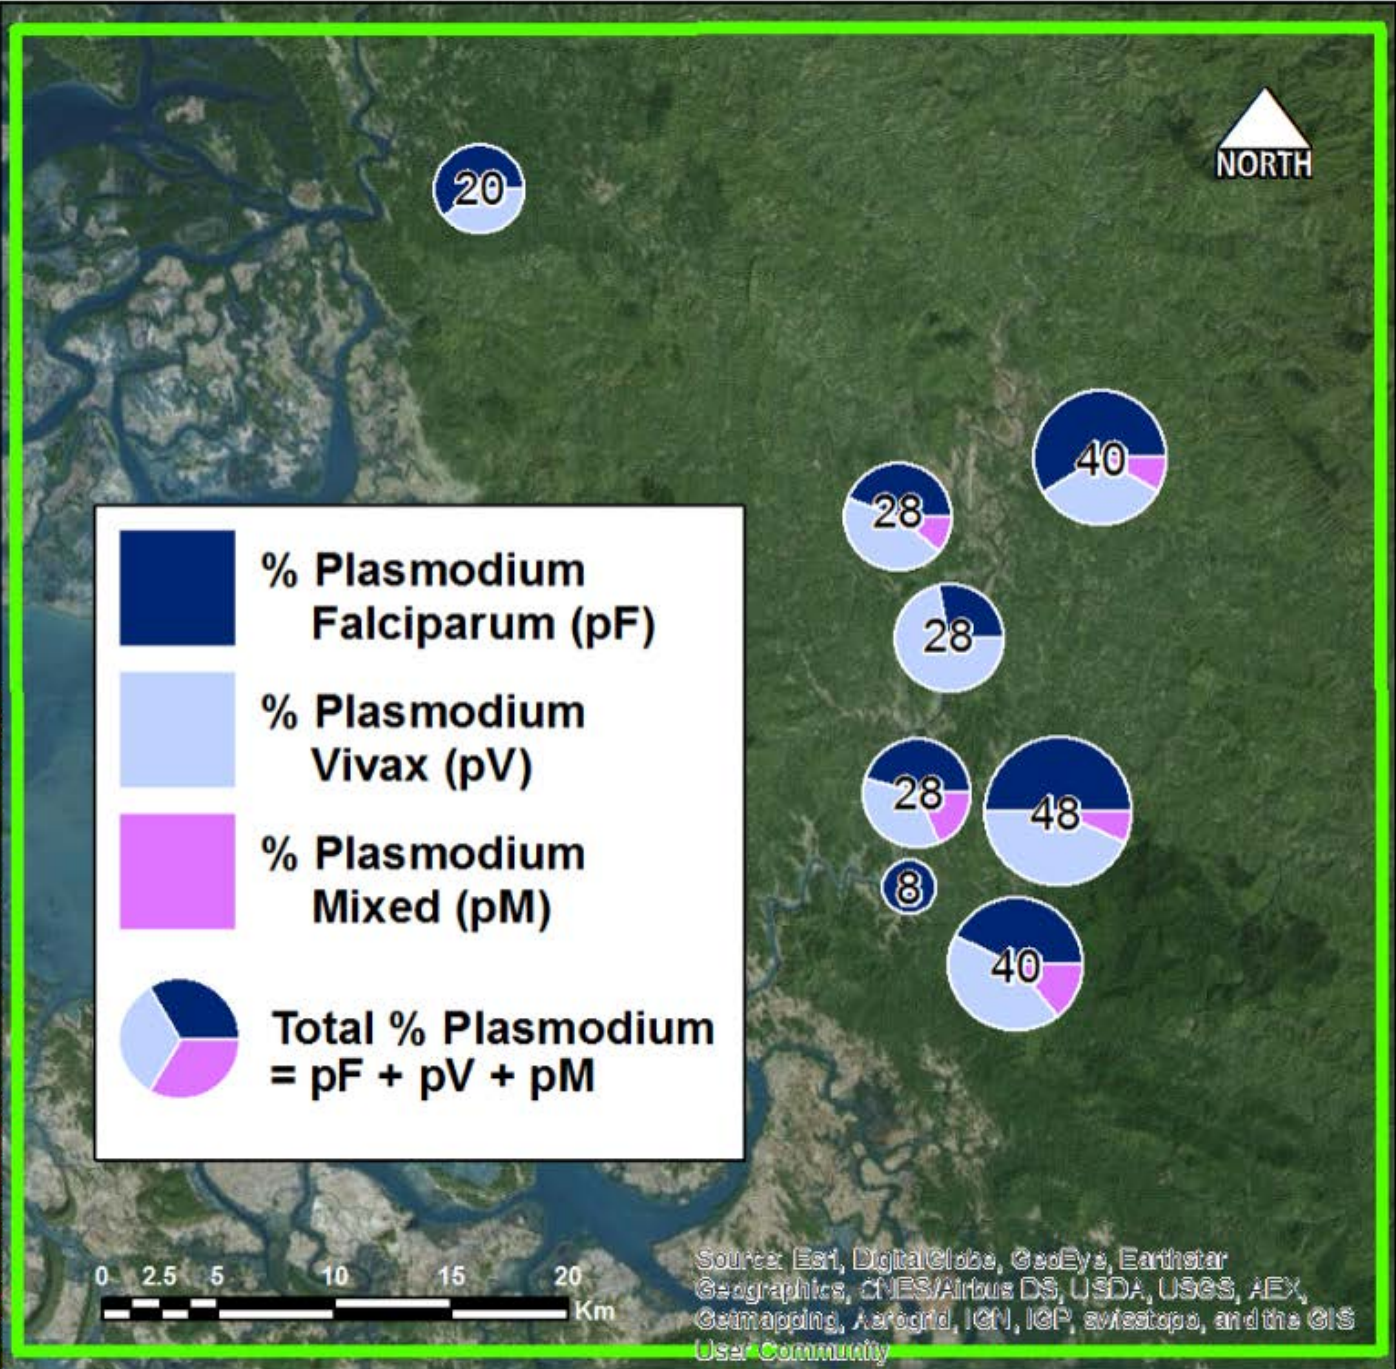 20
NORTH
40
28
28
28
48
8
40
% Plasmodium
Falciparum (pF)
% Plasmodium
Vivax (pV)
% Plasmodium
Mixed (pM)
Total % Plasmodium
= pF + pV + pM
0 2.5 5 10 15 20
Km
Source: Esri, DigitalGlobe, GeoEye, Earthstar
Geographics, CNES/Airbus DS, USDA, USGS, AEX,
Getmapping, Aerogrid, IGN, IGP, swisstopo, and the GIS
User Community